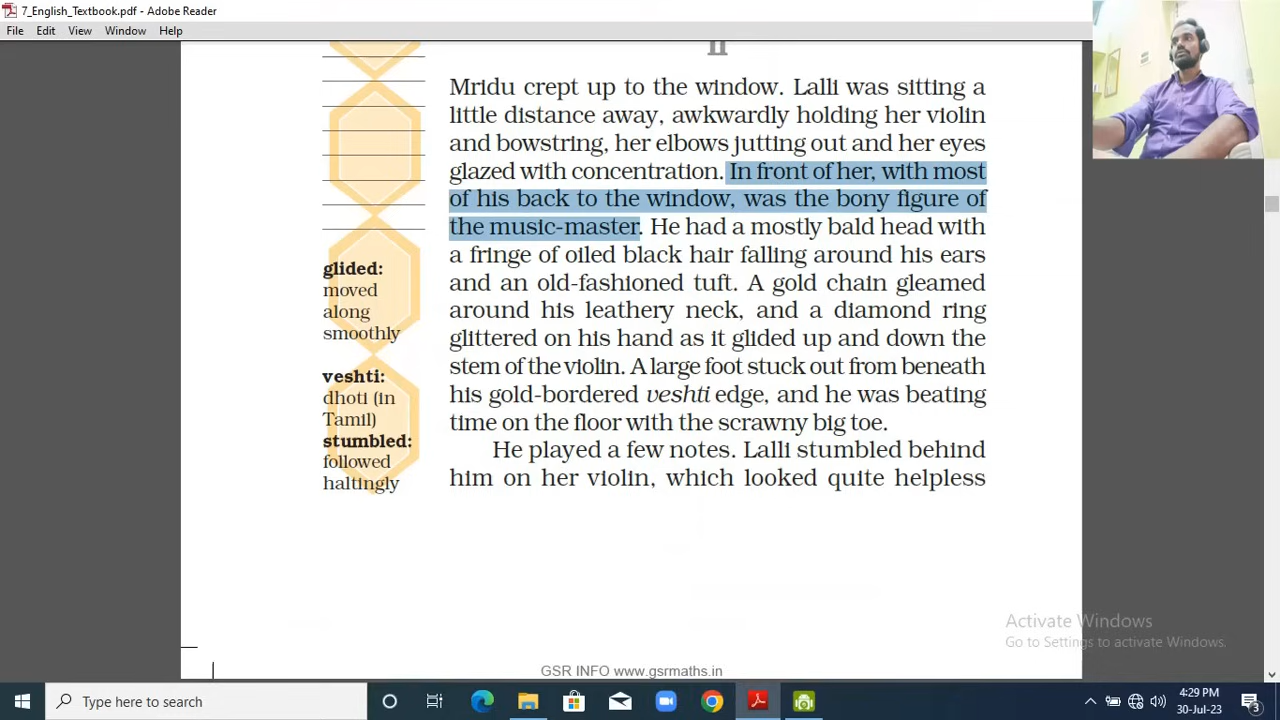 7_English_Textbook.pdf - Adobe Reader
File Edit View Window Help
II
Mridu crept up to the window. Lalli was sitting a
little distance away, awkwardly holding her violin
and bowstring, her elbows jutting out and her eyes
glazed with concentration. In front of her, with most
of his back to the window, was the bony figure of
the music-master. He had a mostly bald head with
a fringe of oiled black hair falling around his ears
and an old-fashioned tuft. A gold chain gleamed
around his leathery neck, and a diamond ring
glittered on his hand as it glided up and down the
stem of the violin. A large foot stuck out from beneath
his gold-bordered veshti edge, and he was beating
time on the floor with the scrawny big toe.
He played a few notes. Lalli stumbled behind
him on her violin, which looked quite helpless
glided:
moved
along
smoothly
veshti:
dhoti (in
Tamil)
stumbled:
followed
haltingly
Activate Windows
Go to Settings to activate Windows.
GSR INFO www.gsrmaths.in
Type here to search
4:29 PM
30-Jul-23
3